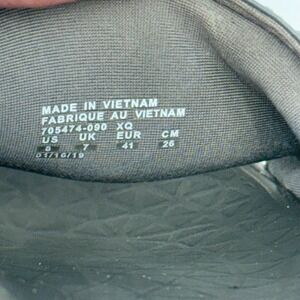 MADE IN VIETNAM
FABRIQUE AU VIETNAM
705474-090 XQ
US UK EUR CM
8 7 41 26
01/16/19